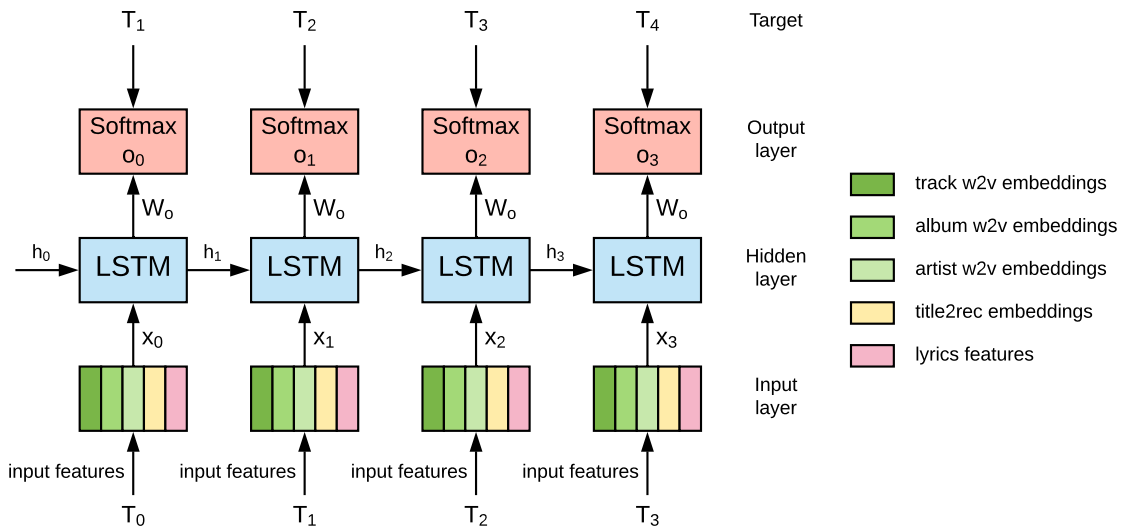 T₁ T₂ T₃ T₄ Target
Softmax Softmax Softmax Softmax Output
o₀ o₁ o₂ o₃ layer
Wₒ Wₒ Wₒ Wₒ
h₀ LSTM h₁ LSTM h₂ LSTM h₃ LSTM Hidden
layer
x₀ x₁ x₂ x₃
Input
layer
input features input features input features input features
T₀ T₁ T₂ T₃
track w2v embeddings
album w2v embeddings
artist w2v embeddings
title2rec embeddings
lyrics features